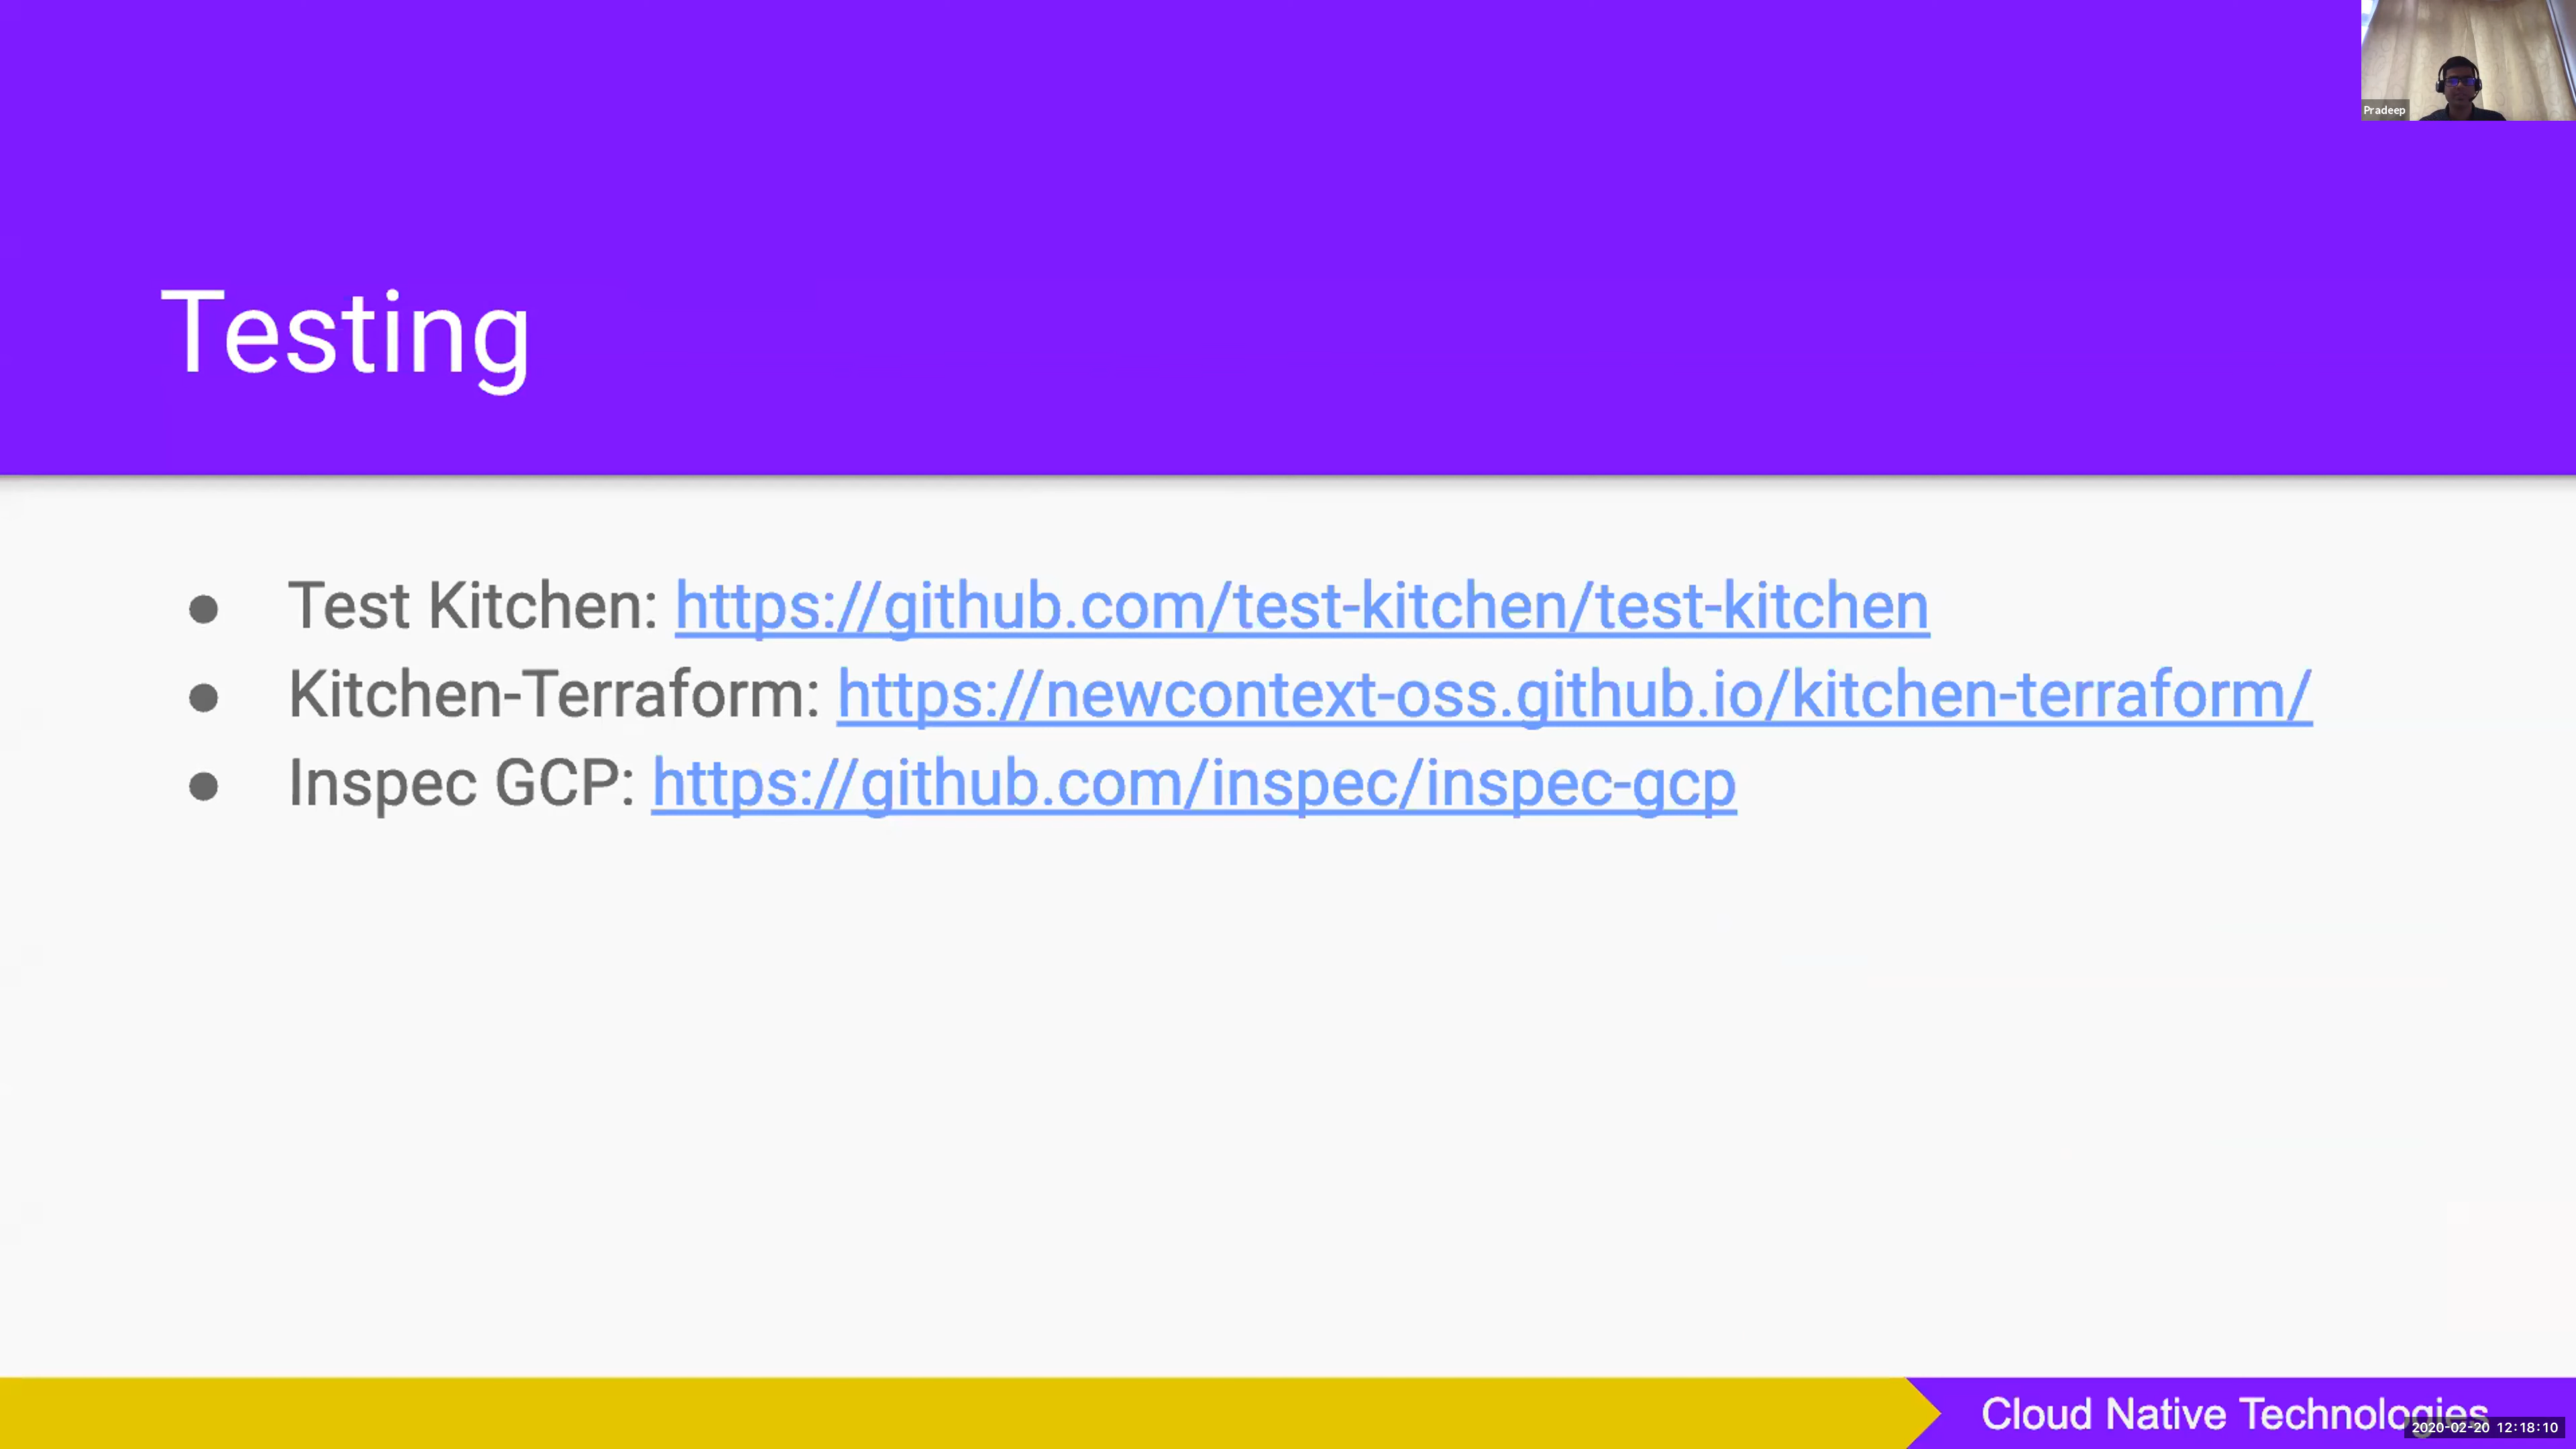 Pradeep
Testing
● Test Kitchen: https://github.com/test-kitchen/test-kitchen
● Kitchen-Terraform: https://newcontext-oss.github.io/kitchen-terraform/
● Inspec GCP: https://github.com/inspec/inspec-gcp
Cloud Native Technologies
2020-02-20 12:18:10